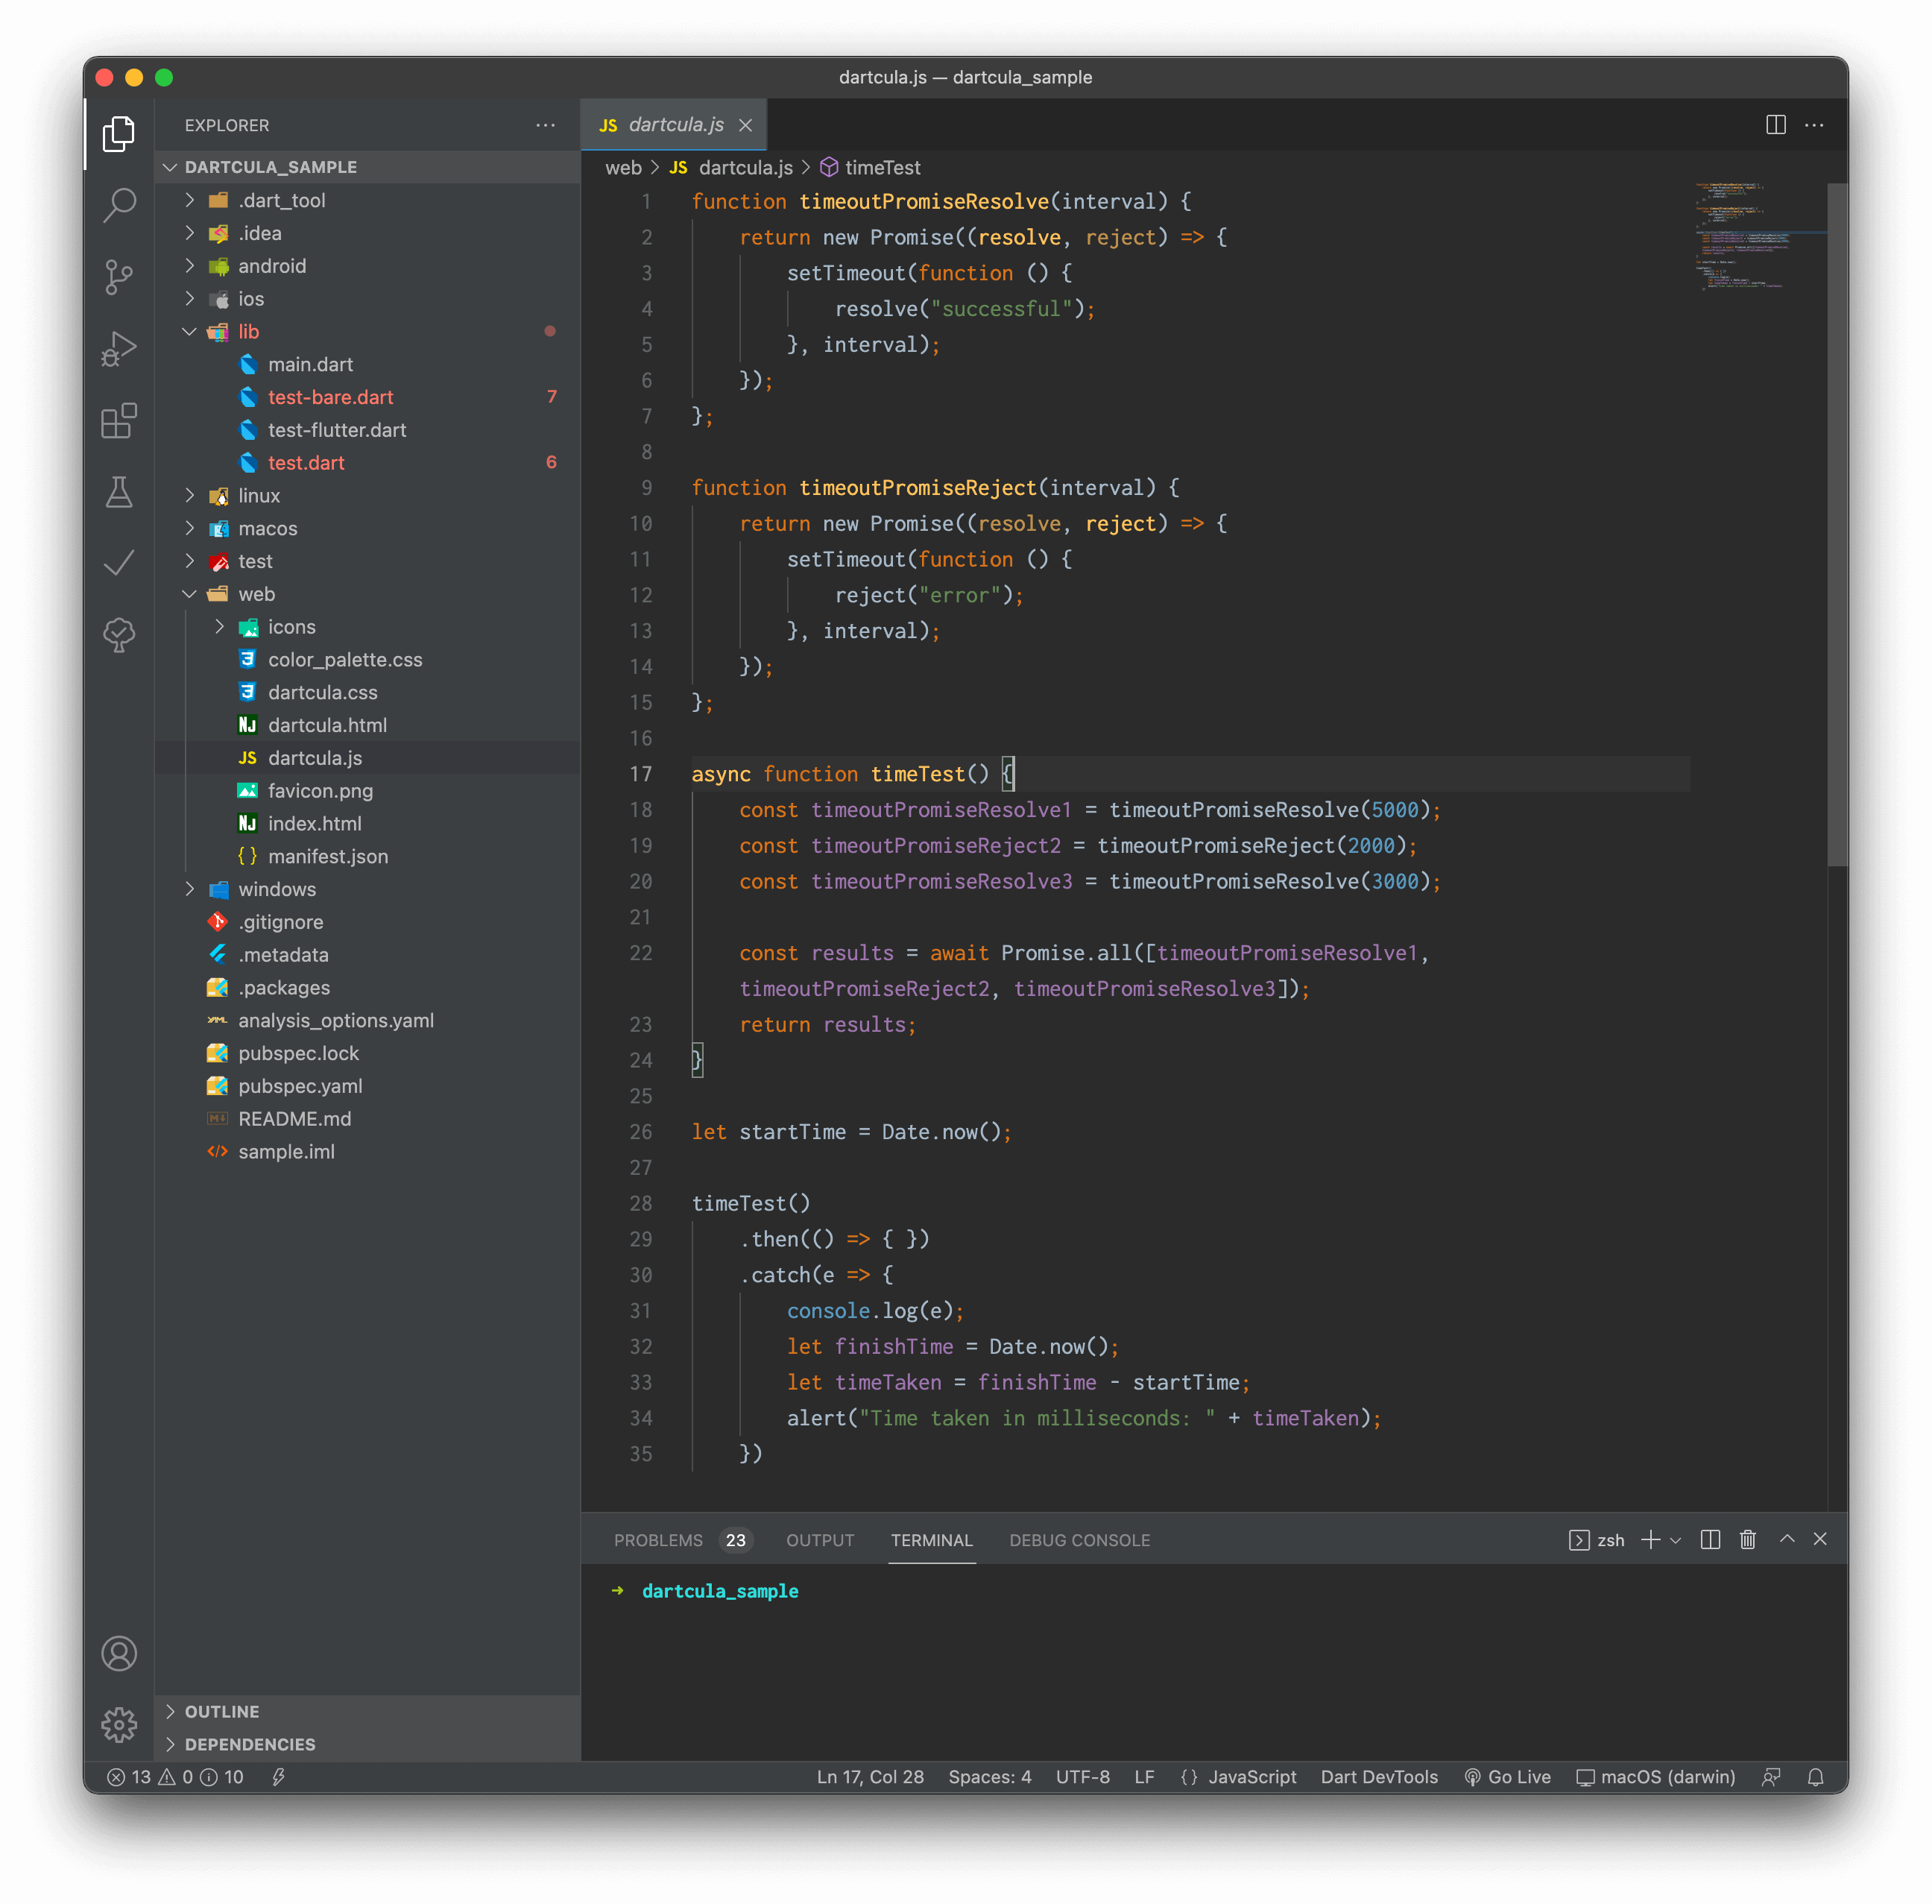 dartcula.js — dartcula_sample
EXPLORER
DARTCULA_SAMPLE
.dart_tool
.idea
android
ios
lib
main.dart
test-bare.dart 7
test-flutter.dart
test.dart 6
linux
macos
test
web
icons
color_palette.css
dartcula.css
dartcula.html
JS dartcula.js
favicon.png
index.html
{ } manifest.json
windows
.gitignore
.metadata
.packages
analysis_options.yaml
pubspec.lock
pubspec.yaml
README.md
sample.iml
OUTLINE
DEPENDENCIES
JS dartcula.js
web > JS dartcula.js > timeTest
1 function timeoutPromiseResolve(interval) {
2 return new Promise((resolve, reject) => {
3 setTimeout(function () {
4 resolve("successful");
5 }, interval);
6 });
7 };
8
9 function timeoutPromiseReject(interval) {
10 return new Promise((resolve, reject) => {
11 setTimeout(function () {
12 reject("error");
13 }, interval);
14 });
15 };
16
17 async function timeTest() {
18 const timeoutPromiseResolve1 = timeoutPromiseResolve(5000);
19 const timeoutPromiseReject2 = timeoutPromiseReject(2000);
20 const timeoutPromiseResolve3 = timeoutPromiseResolve(3000);
21
22 const results = await Promise.all([timeoutPromiseResolve1,
timeoutPromiseReject2, timeoutPromiseResolve3]);
23 return results;
24 }
25
26 let startTime = Date.now();
27
28 timeTest()
29 .then(() => { })
30 .catch(e => {
31 console.log(e);
32 let finishTime = Date.now();
33 let timeTaken = finishTime - startTime;
34 alert("Time taken in milliseconds: " + timeTaken);
35 })
PROBLEMS 23 OUTPUT TERMINAL DEBUG CONSOLE zsh
➜ dartcula_sample
13 0 10 Ln 17, Col 28 Spaces: 4 UTF-8 LF {} JavaScript Dart DevTools Go Live macOS (darwin)